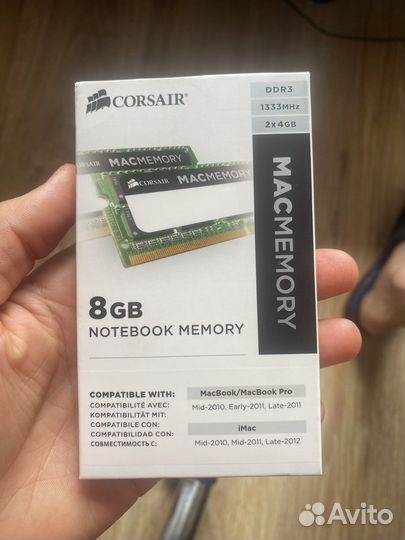 CORSAIR
DDR3
1333MHz
2x4GB
MACMEMORY
CORSAIR MACMEMORY
MACMEMORY
8GB
NOTEBOOK MEMORY
COMPATIBLE WITH:
COMPATIBILITÉ AVEC:
KOMPATIBILITÄT MIT:
COMPATIBILE CON:
COMPATIBILIDAD CON:
СОВМЕСТИМОСТЬ С:
MacBook/MacBook Pro
Mid-2010, Early-2011, Late-2011
iMac
Mid-2010, Mid-2011, Late-2012
Avito